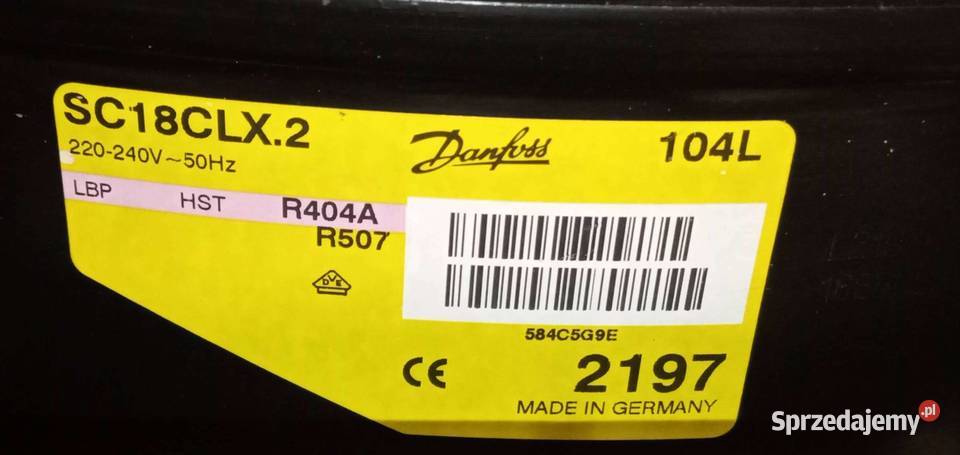 SC18CLX.2
220-240V~50Hz
Danfoss
104L
LBP HST R404A
R507
DVE
584C5G9E
CE
2197
MADE IN GERMANY
Sprzedajemy.pl